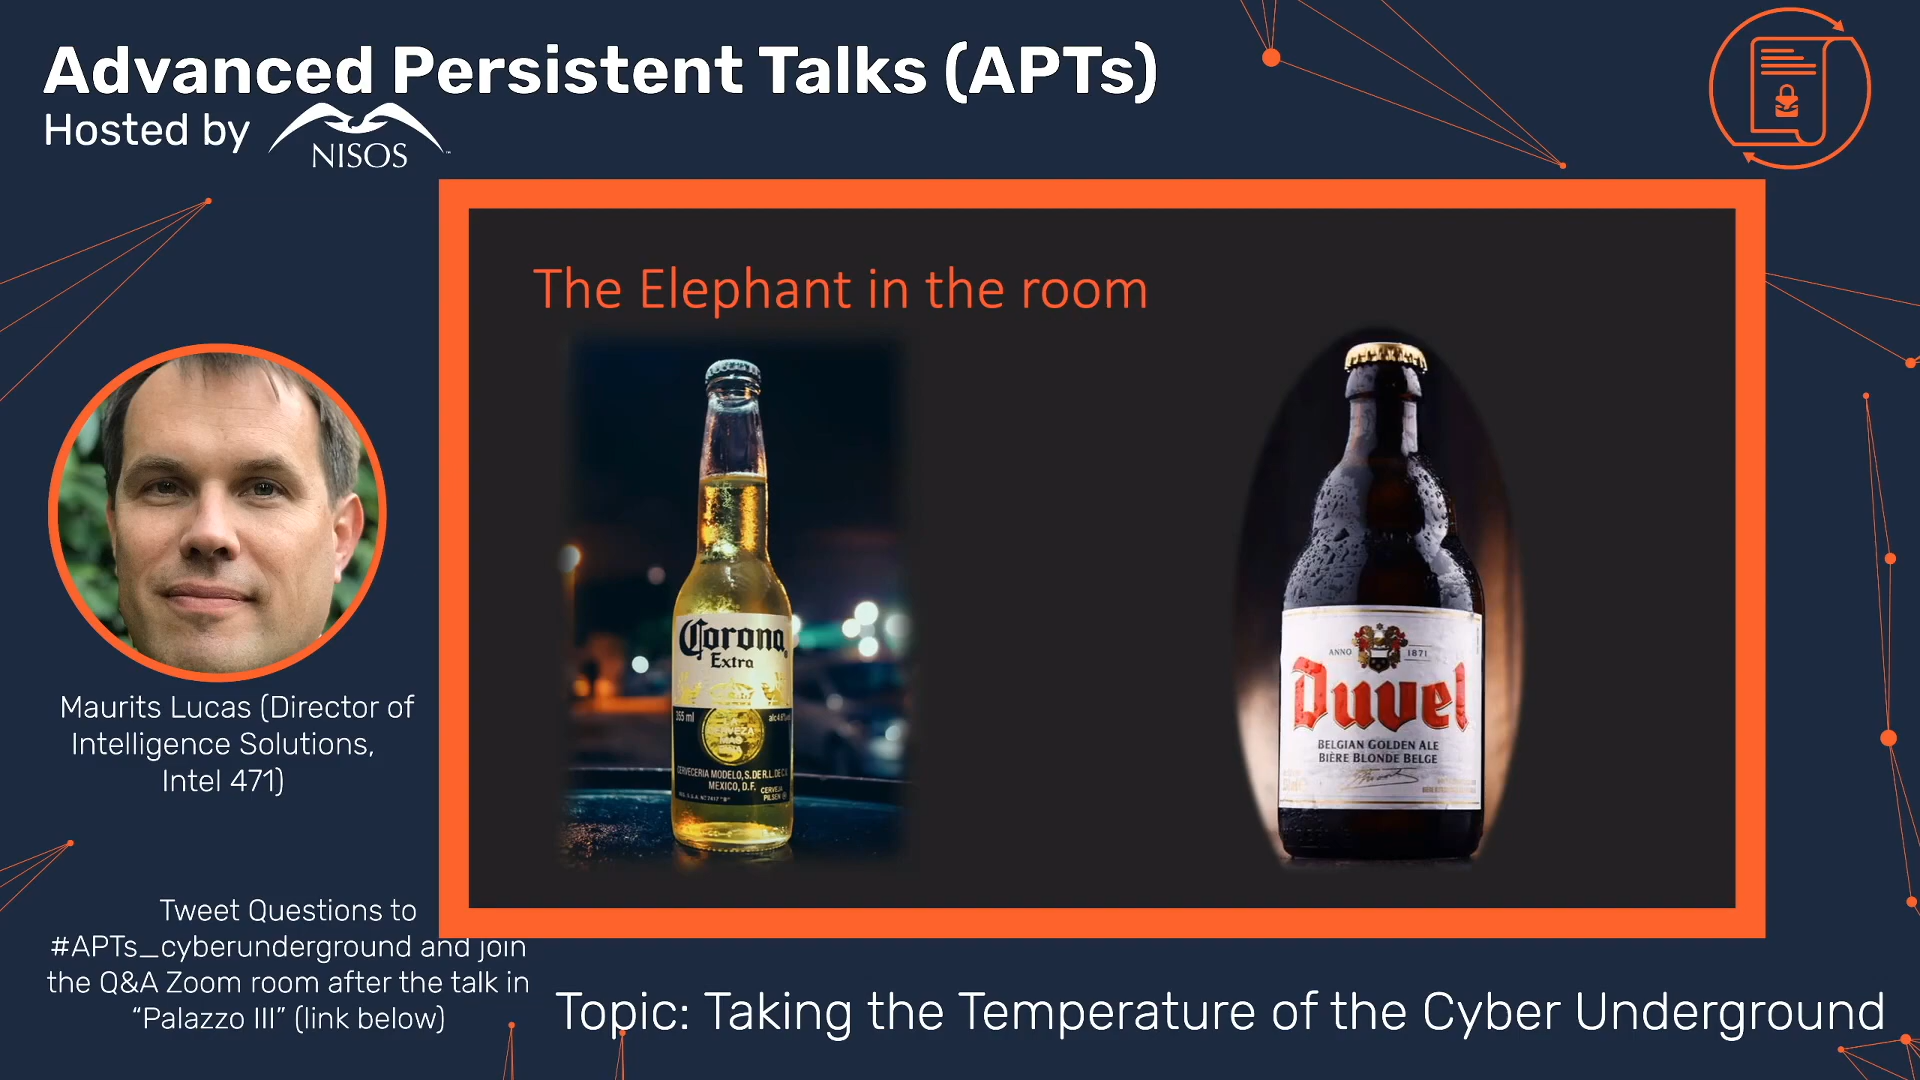 Advanced Persistent Talks (APTs)
Hosted by
NISOS
The Elephant in the room
Corona
Extra
355 ml
CERVECERIA MODELO, S. DE R.L. DE C.V.
MEXICO, D.F.
CERVEZA
PILSEN
ANNO 1871
Duvel
BELGIAN GOLDEN ALE
BIÈRE BLONDE BELGE
Maurits Lucas (Director of
Intelligence Solutions,
Intel 471)
Tweet Questions to
#APTs_cyberunderground and join
the Q&A Zoom room after the talk in
“Palazzo III” (link below)
Topic: Taking the Temperature of the Cyber Underground